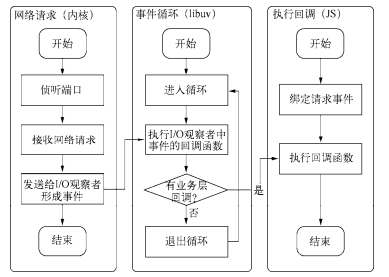 网络请求（内核）
开始
侦听端口
接收网络请求
发送给I/O观察者
形成事件
结束
事件循环（libuv）
开始
进入循环
执行I/O观察者中
事件的回调函数
有业务层
回调?
是
否
退出循环
执行回调（JS）
开始
绑定请求事件
执行回调函数
结束